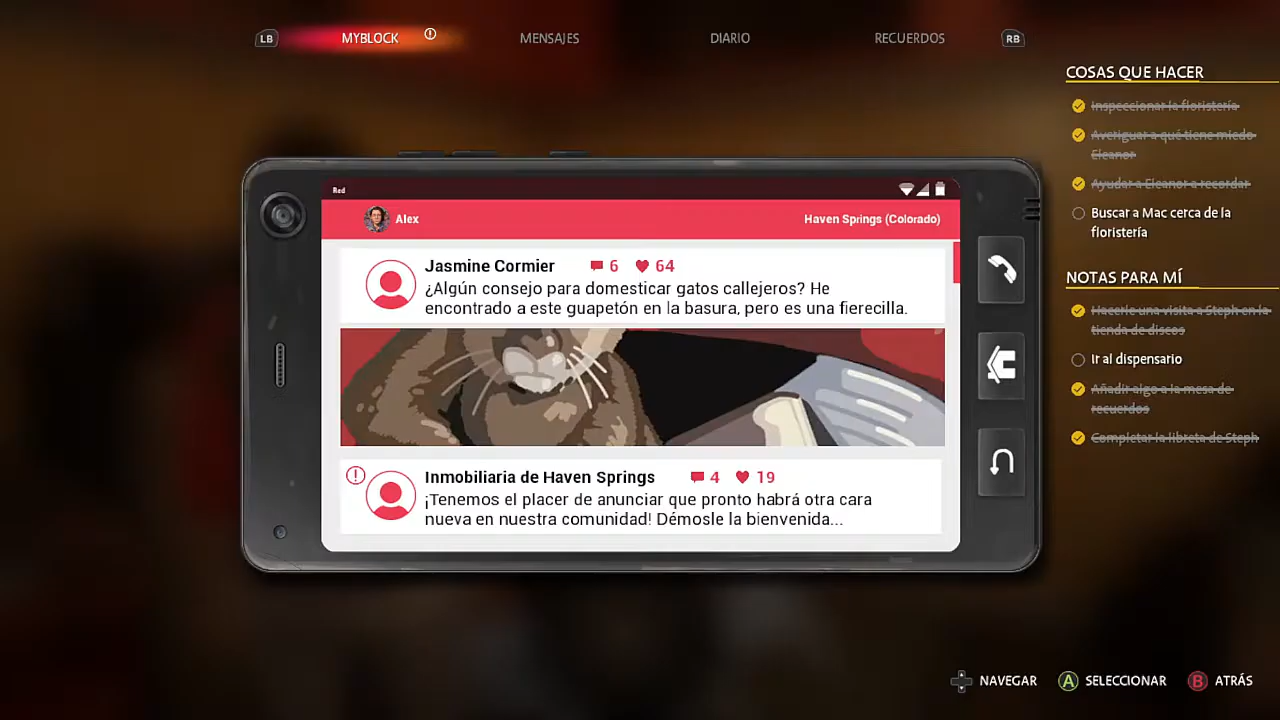 LB
MYBLOCK
MENSAJES
DIARIO
RECUERDOS
RB
COSAS QUE HACER
Inspeccionar la floristería
Averiguar a qué tiene miedo
Eleanor
Ayudar a Eleanor a recordar
Buscar a Mac cerca de la
floristería
NOTAS PARA MÍ
Hacerle una visita a Steph en la
tienda de discos
Ir al dispensario
Añadir algo a la mesa de
recuerdos
Completar la libreta de Steph
Red
Alex
Haven Springs (Colorado)
Jasmine Cormier 6 64
¿Algún consejo para domesticar gatos callejeros? He
encontrado a este guapetón en la basura, pero es una fierecilla.
Inmobiliaria de Haven Springs 4 19
¡Tenemos el placer de anunciar que pronto habrá otra cara
nueva en nuestra comunidad! Démosle la bienvenida...
NAVEGAR
A SELECCIONAR
B ATRÁS